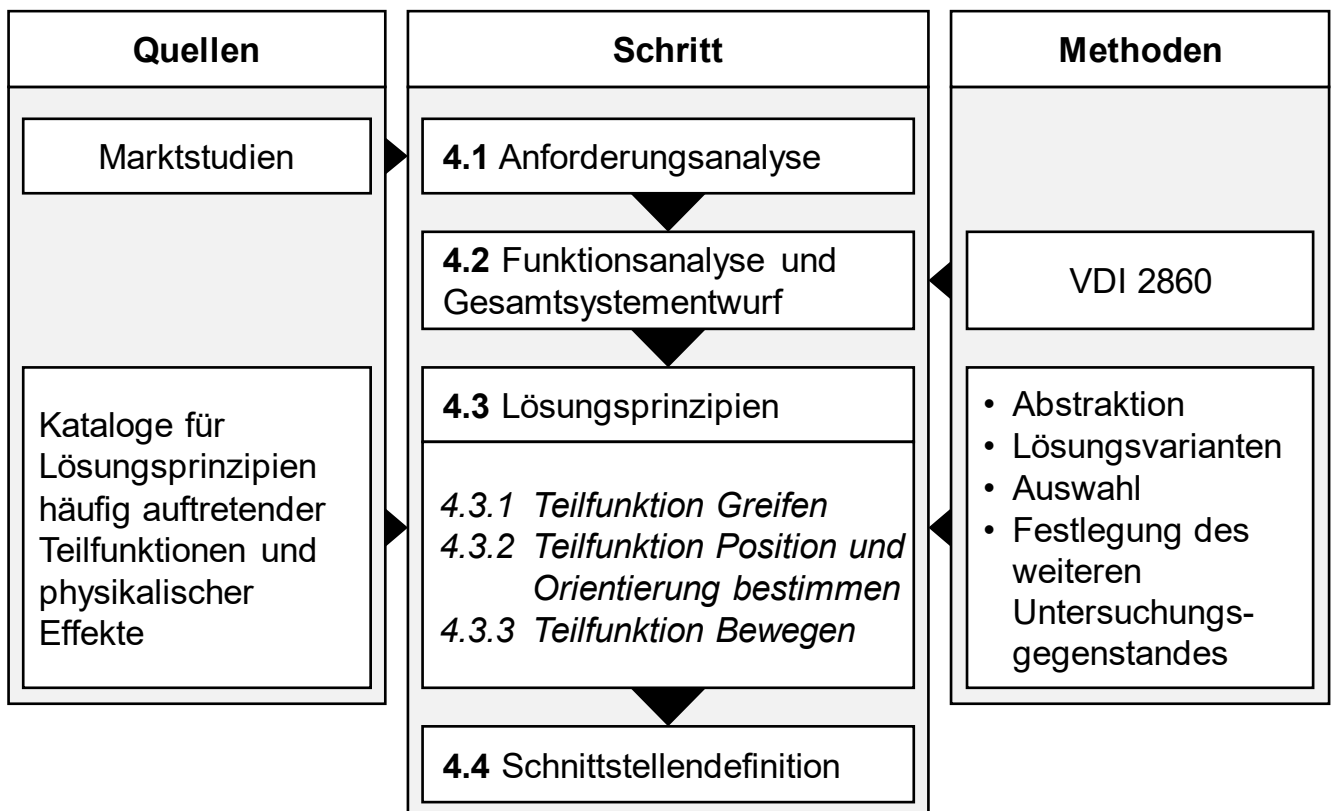 Quellen
Marktstudien
Kataloge für
Lösungsprinzipien
häufig auftretender
Teilfunktionen und
physikalischer
Effekte
Schritt
4.1 Anforderungsanalyse
4.2 Funktionsanalyse und
Gesamtsystementwurf
4.3 Lösungsprinzipien
4.3.1 Teilfunktion Greifen
4.3.2 Teilfunktion Position und
Orientierung bestimmen
4.3.3 Teilfunktion Bewegen
4.4 Schnittstellendefinition
Methoden
VDI 2860
• Abstraktion
• Lösungsvarianten
• Auswahl
• Festlegung des
weiteren
Untersuchungs-
gegenstandes